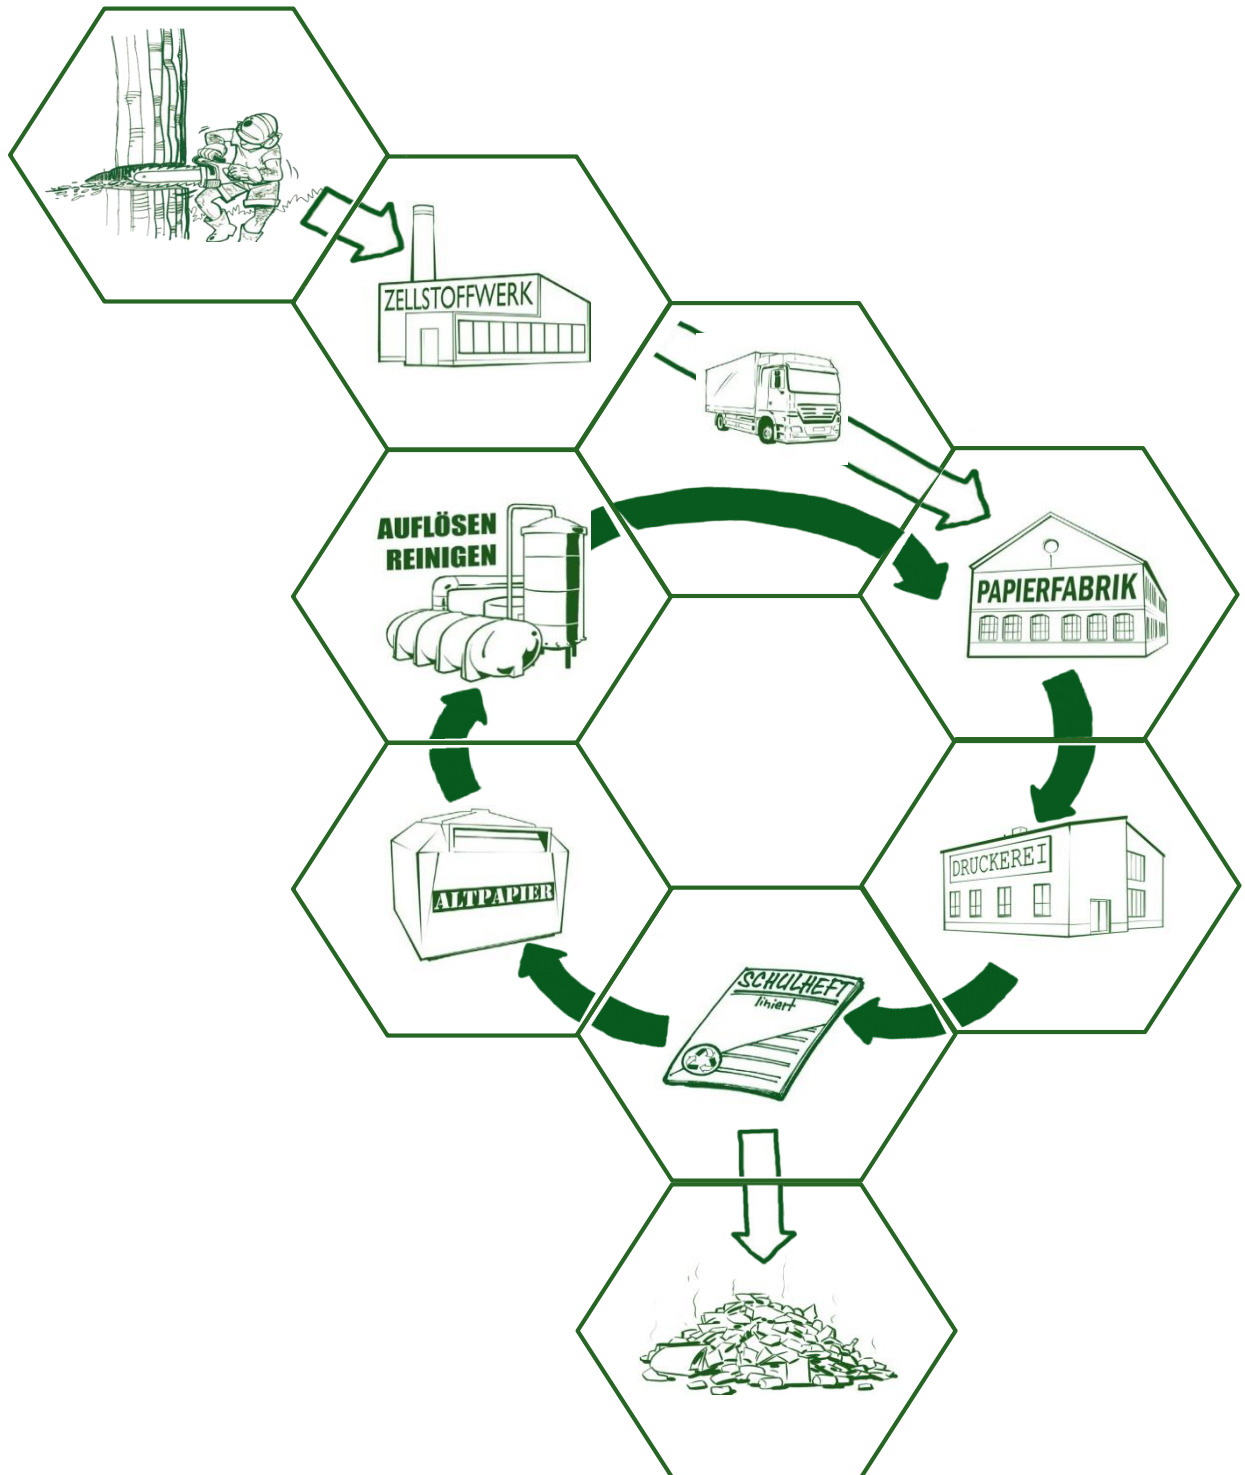 ZELLSTOFFWERK
AUFLÖSEN
REINIGEN
PAPIERFABRIK
ALTPAPIER
DRUCKEREI
SCHULHEFT
liniert